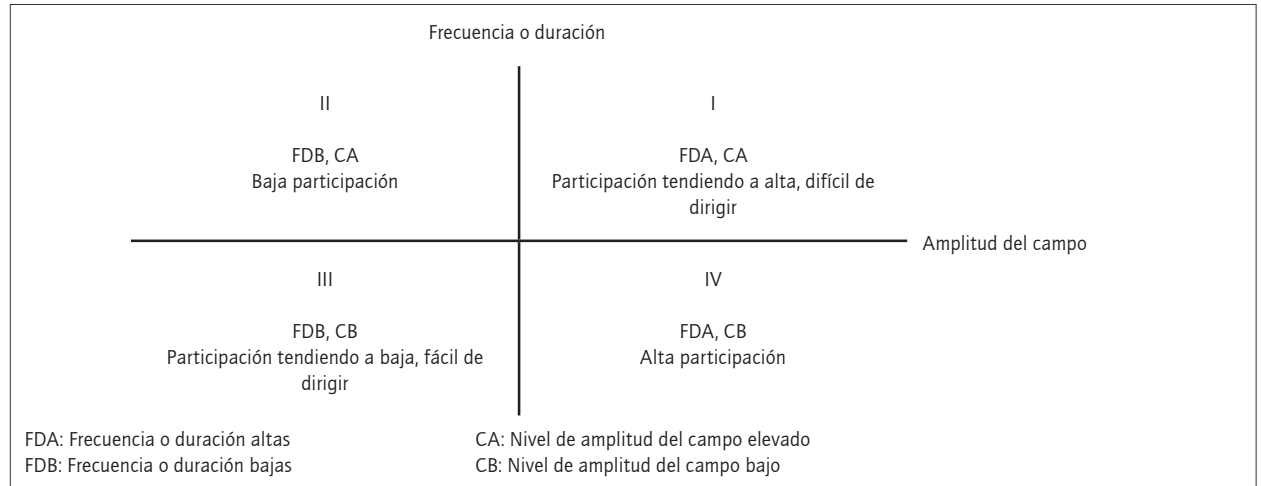 Frecuencia o duración
II
FDB, CA
Baja participación
I
FDA, CA
Participación tendiendo a alta, difícil de
dirigir
Amplitud del campo
III
FDB, CB
Participación tendiendo a baja, fácil de
dirigir
IV
FDA, CB
Alta participación
FDA: Frecuencia o duración altas
FDB: Frecuencia o duración bajas
CA: Nivel de amplitud del campo elevado
CB: Nivel de amplitud del campo bajo